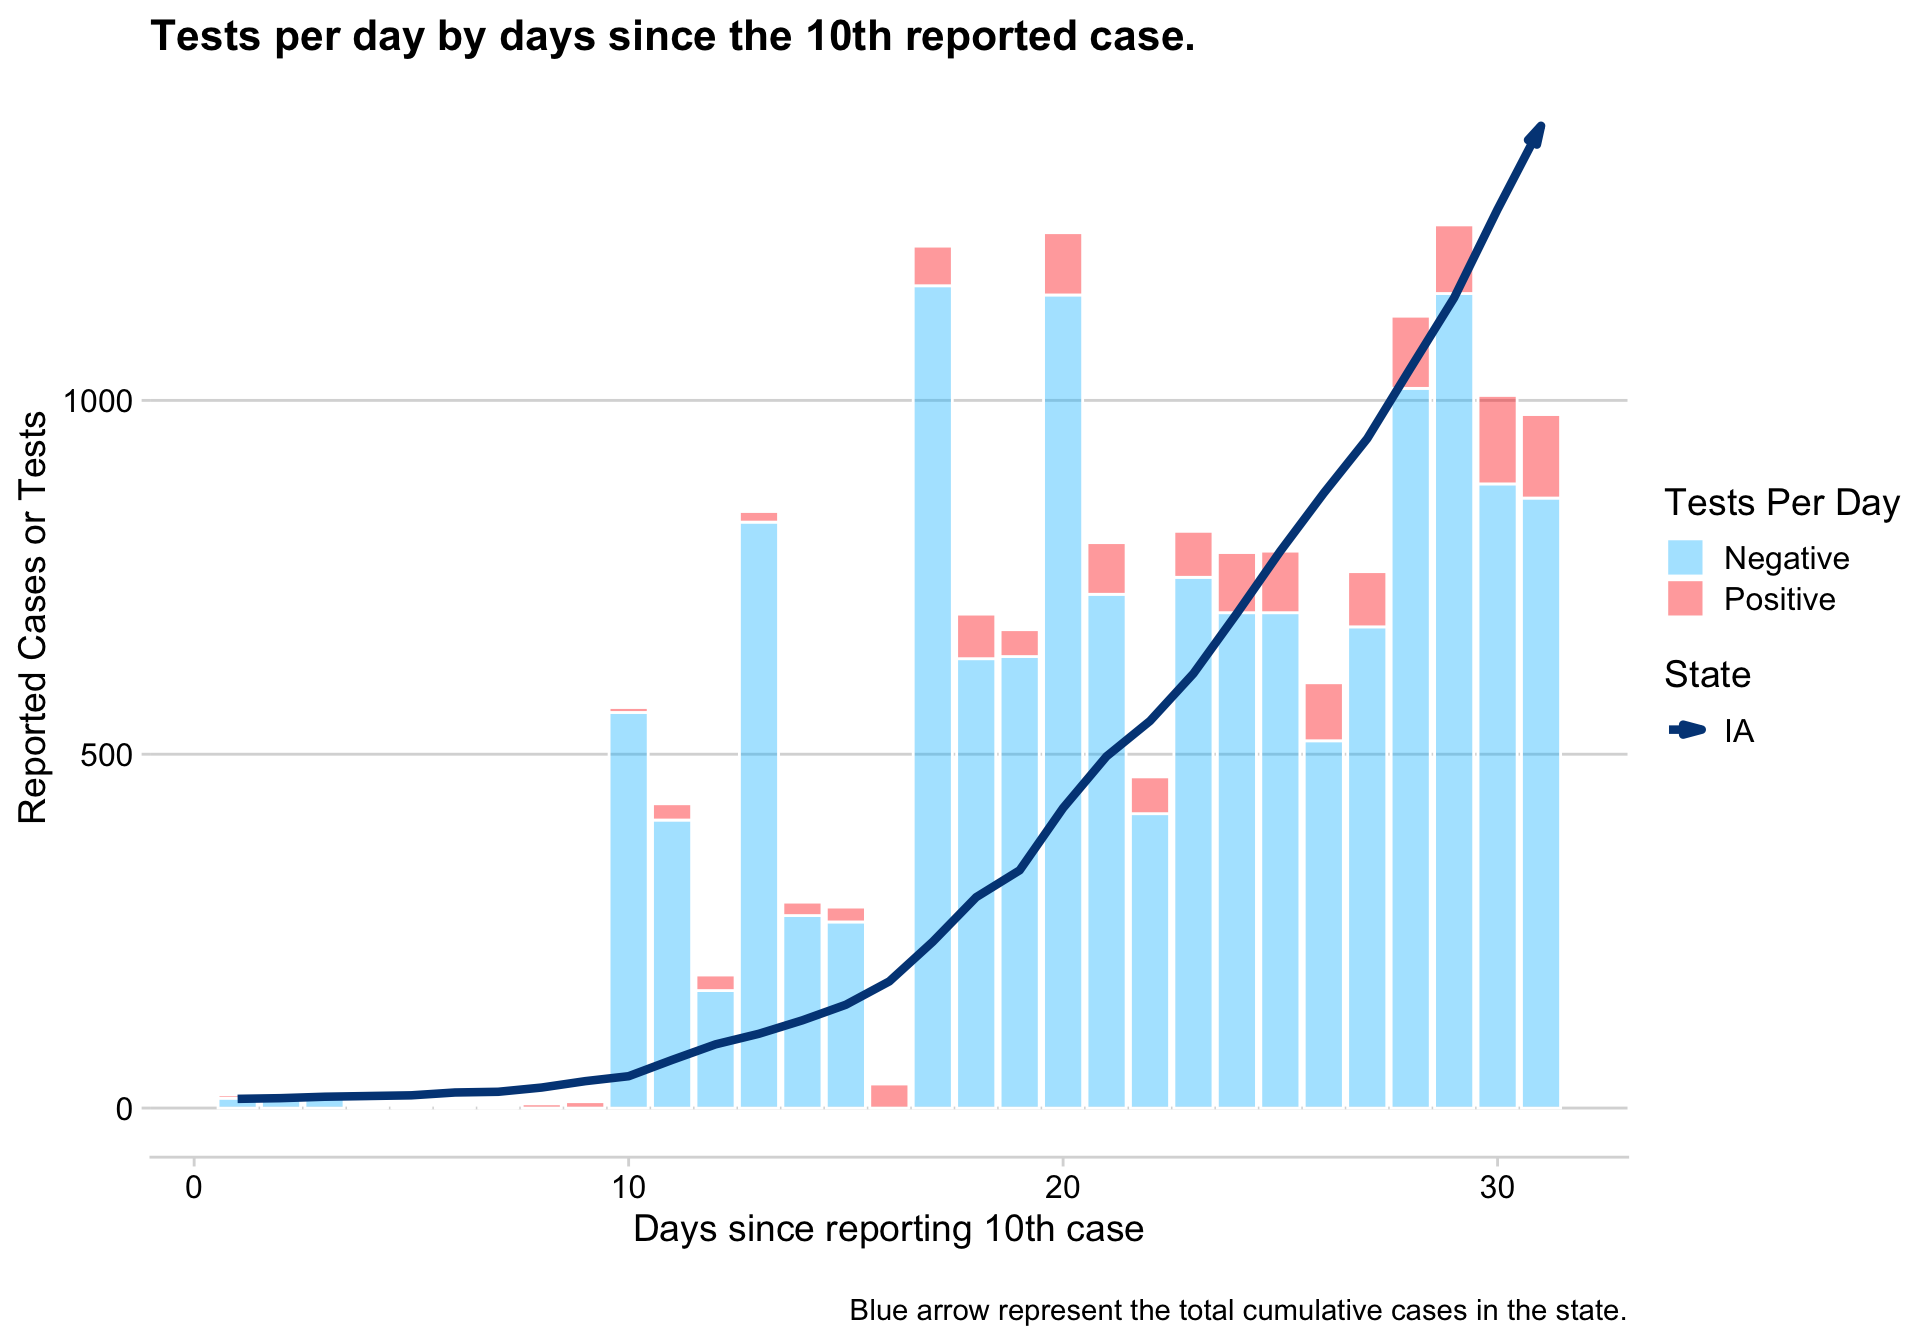 Tests per day by days since the 10th reported case.
Reported Cases or Tests
1000
500
0
0
10
20
30
Days since reporting 10th case
Tests Per Day
Negative
Positive
State
IA
Blue arrow represent the total cumulative cases in the state.